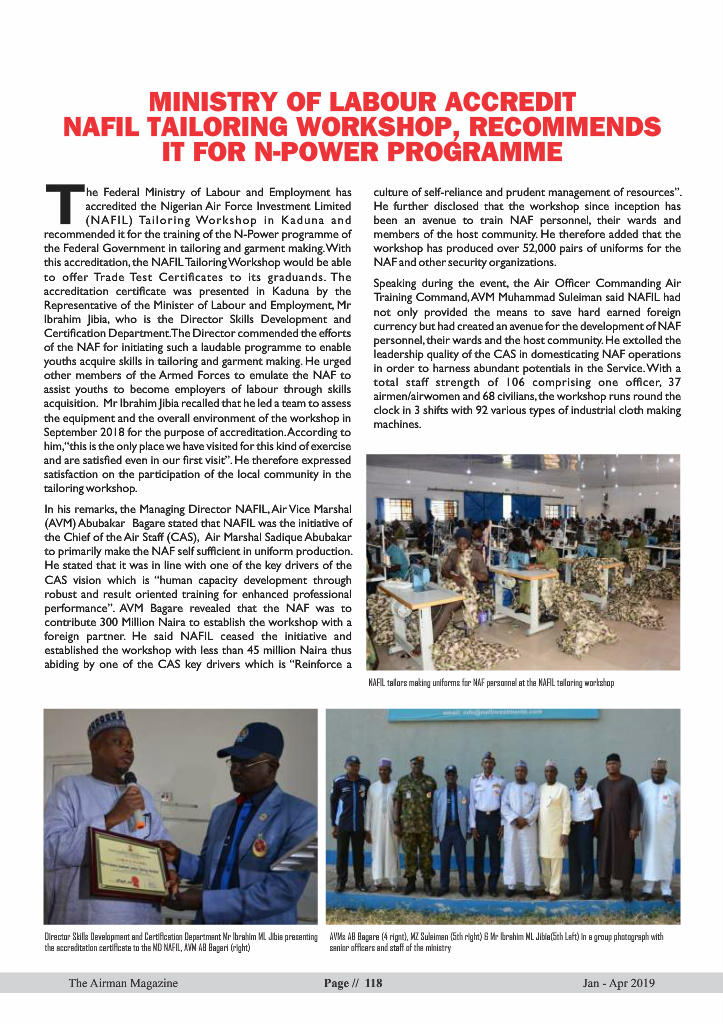 MINISTRY OF LABOUR ACCREDIT
NAFIL TAILORING WORKSHOP, RECOMMENDS
IT FOR N-POWER PROGRAMME
The Federal Ministry of Labour and Employment has
accredited the Nigerian Air Force Investment Limited
(NAFIL) Tailoring Workshop in Kaduna and
recommended it for the training of the N-Power programme of
the Federal Government in tailoring and garment making. With
this accreditation, the NAFIL Tailoring Workshop would be able
to offer Trade Test Certificates to its graduands. The
accreditation certificate was presented in Kaduna by the
Representative of the Minister of Labour and Employment, Mr
Ibrahim Jibia, who is the Director Skills Development and
Certification Department.The Director commended the efforts
of the NAF for initiating such a laudable programme to enable
youths acquire skills in tailoring and garment making. He urged
other members of the Armed Forces to emulate the NAF to
assist youths to become employers of labour through skills
acquisition. Mr Ibrahim Jibia recalled that he led a team to assess
the equipment and the overall environment of the workshop in
September 2018 for the purpose of accreditation. According to
him, “this is the only place we have visited for this kind of exercise
and are satisfied even in our first visit”. He therefore expressed
satisfaction on the participation of the local community in the
tailoring workshop.
In his remarks, the Managing Director NAFIL, Air Vice Marshal
(AVM) Abubakar Bagare stated that NAFIL was the initiative of
the Chief of the Air Staff (CAS), Air Marshal Sadique Abubakar
to primarily make the NAF self sufficient in uniform production.
He stated that it was in line with one of the key drivers of the
CAS vision which is “human capacity development through
robust and result oriented training for enhanced professional
performance”. AVM Bagare revealed that the NAF was to
contribute 300 Million Naira to establish the workshop with a
foreign partner. He said NAFIL ceased the initiative and
established the workshop with less than 45 million Naira thus
abiding by one of the CAS key drivers which is “Reinforce a
culture of self-reliance and prudent management of resources”.
He further disclosed that the workshop since inception has
been an avenue to train NAF personnel, their wards and
members of the host community. He therefore added that the
workshop has produced over 52,000 pairs of uniforms for the
NAF and other security organizations.
Speaking during the event, the Air Officer Commanding Air
Training Command, AVM Muhammad Suleiman said NAFIL had
not only provided the means to save hard earned foreign
currency but had created an avenue for the development of NAF
personnel, their wards and the host community. He extolled the
leadership quality of the CAS in domesticating NAF operations
in order to harness abundant potentials in the Service. With a
total staff strength of 106 comprising one officer, 37
airmen/airwomen and 68 civilians, the workshop runs round the
clock in 3 shifts with 92 various types of industrial cloth making
machines.
NAFIL tailors making uniforms for NAF personnel at the NAFIL tailoring workshop
Director Skills Development and Certification Department Mr Ibrahim ML Jibia presenting
the accreditation certificate to the MD NAFIL, AVM AB Bageri (right)
AVMs AB Bagare (4 right), MZ Suleiman (5th right) & Mr Ibrahim ML Jibia(5th Left) in a group photograph with
senior officers and staff of the ministry
The Airman Magazine
Page // 118
Jan - Apr 2019